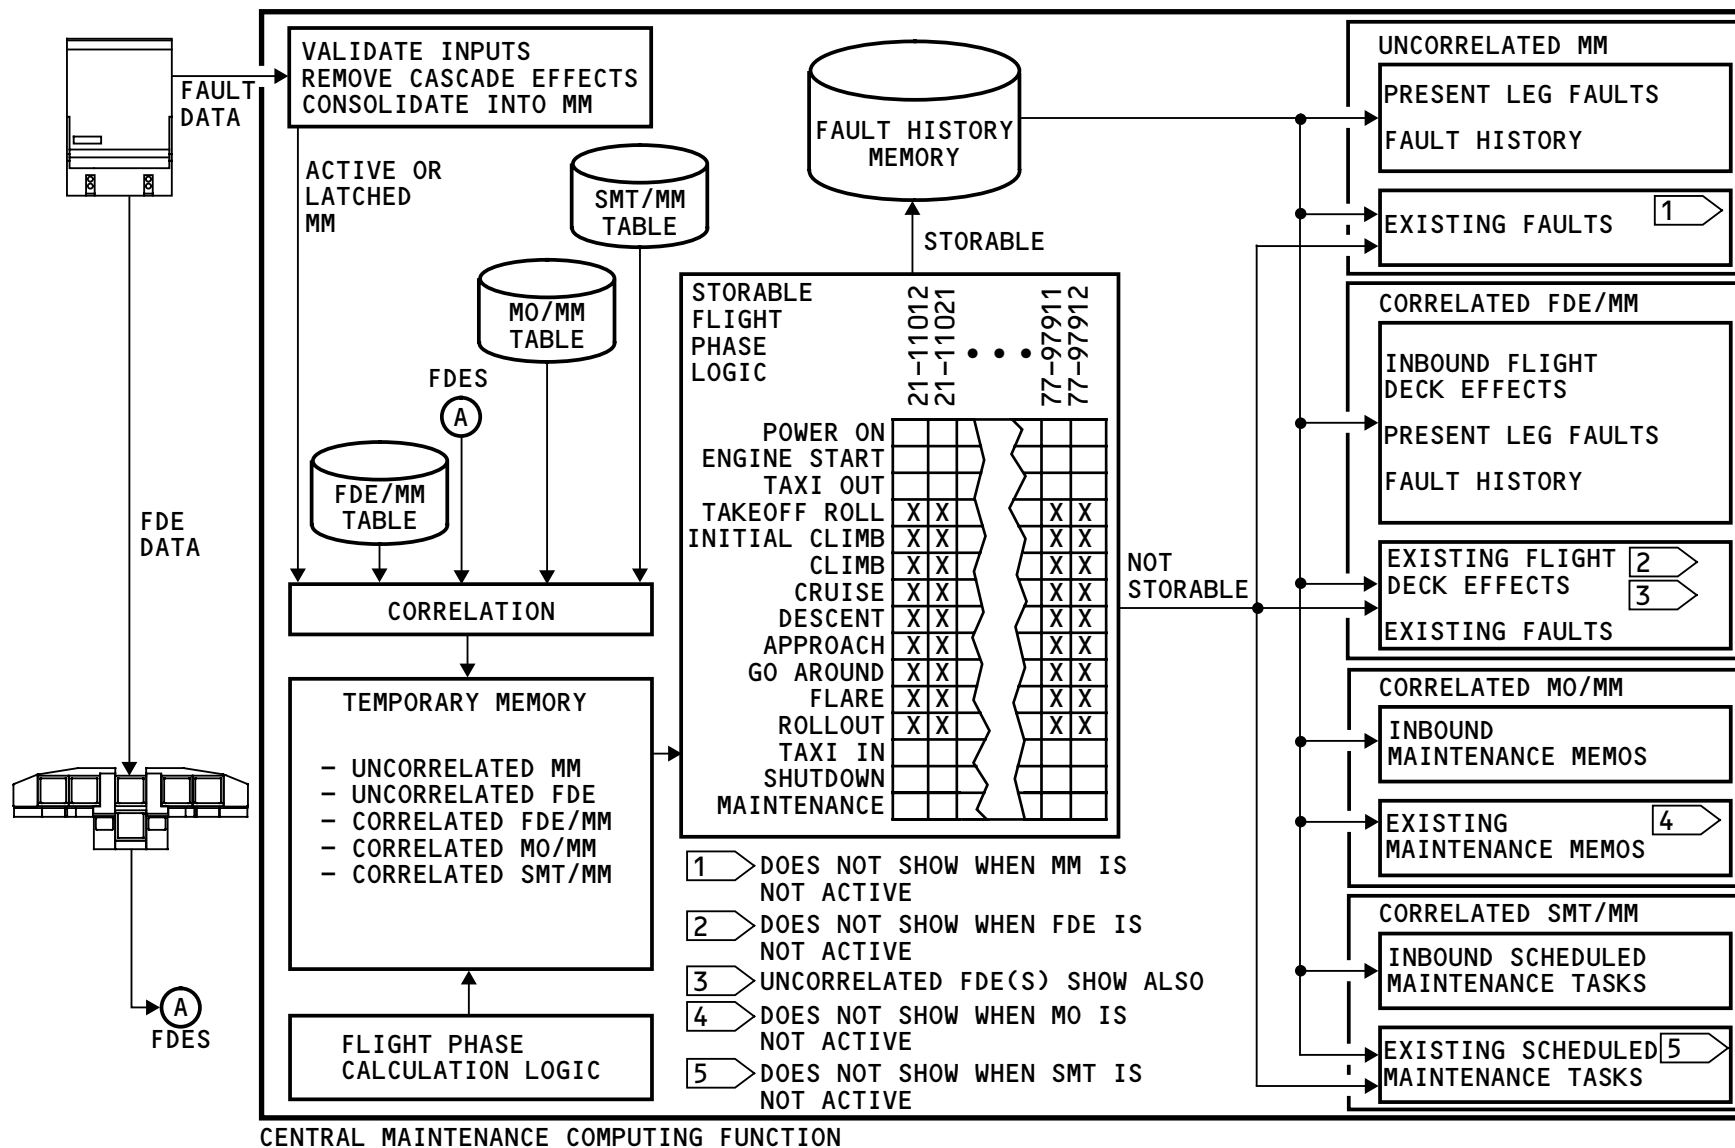 FAULT
DATA
VALIDATE INPUTS
REMOVE CASCADE EFFECTS
CONSOLIDATE INTO MM
ACTIVE OR
LATCHED
MM
SMT/MM
TABLE
MO/MM
TABLE
FDES
A
FDE/MM
TABLE
FDE
DATA
CORRELATION
TEMPORARY MEMORY
– UNCORRELATED MM
– UNCORRELATED FDE
– CORRELATED FDE/MM
– CORRELATED MO/MM
– CORRELATED SMT/MM
A
FDES
FLIGHT PHASE
CALCULATION LOGIC
FAULT HISTORY
MEMORY
STORABLE
STORABLE
FLIGHT
PHASE
LOGIC
21-11012
21-11021
• • •
77-97911
77-97912
POWER ON
ENGINE START
TAXI OUT
TAKEOFF ROLL X X X X
INITIAL CLIMB X X X X
CLIMB X X X X
CRUISE X X X X
DESCENT X X X X
APPROACH X X X X
GO AROUND X X X X
FLARE X X X X
ROLLOUT X X X X
TAXI IN
SHUTDOWN
MAINTENANCE
NOT
STORABLE
1 DOES NOT SHOW WHEN MM IS
NOT ACTIVE
2 DOES NOT SHOW WHEN FDE IS
NOT ACTIVE
3 UNCORRELATED FDE(S) SHOW ALSO
4 DOES NOT SHOW WHEN MO IS
NOT ACTIVE
5 DOES NOT SHOW WHEN SMT IS
NOT ACTIVE
UNCORRELATED MM
PRESENT LEG FAULTS
FAULT HISTORY
EXISTING FAULTS 1
CORRELATED FDE/MM
INBOUND FLIGHT
DECK EFFECTS
PRESENT LEG FAULTS
FAULT HISTORY
EXISTING FLIGHT 2
DECK EFFECTS 3
EXISTING FAULTS
CORRELATED MO/MM
INBOUND
MAINTENANCE MEMOS
EXISTING 4
MAINTENANCE MEMOS
CORRELATED SMT/MM
INBOUND SCHEDULED
MAINTENANCE TASKS
EXISTING SCHEDULED 5
MAINTENANCE TASKS
CENTRAL MAINTENANCE COMPUTING FUNCTION